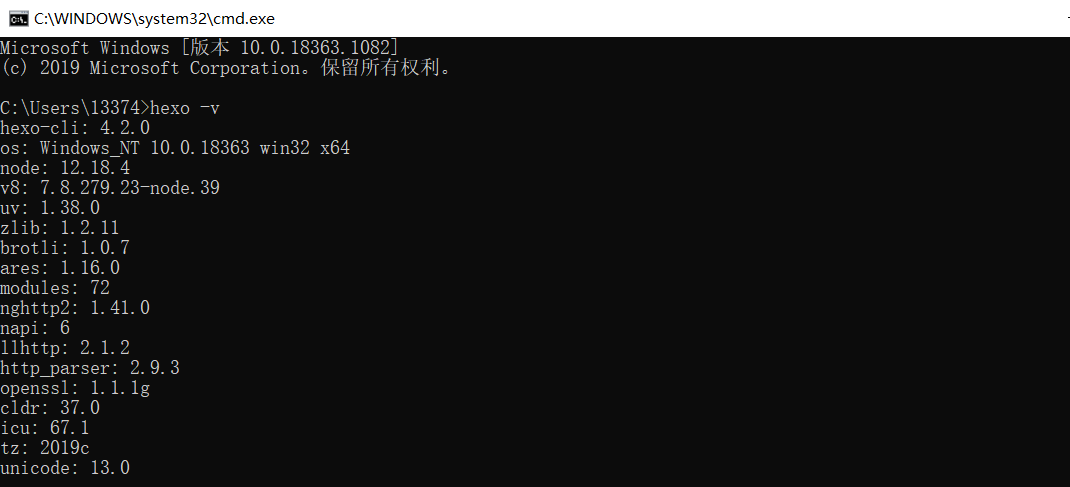 C:\WINDOWS\system32\cmd.exe
Microsoft Windows [版本 10.0.18363.1082]
(c) 2019 Microsoft Corporation。保留所有权利。
C:\Users\13374>hexo -v
hexo-cli: 4.2.0
os: Windows_NT 10.0.18363 win32 x64
node: 12.18.4
v8: 7.8.279.23-node.39
uv: 1.38.0
zlib: 1.2.11
brotli: 1.0.7
ares: 1.16.0
modules: 72
nghttp2: 1.41.0
napi: 6
llhttp: 2.1.2
http_parser: 2.9.3
openssl: 1.1.1g
cldr: 37.0
icu: 67.1
tz: 2019c
unicode: 13.0